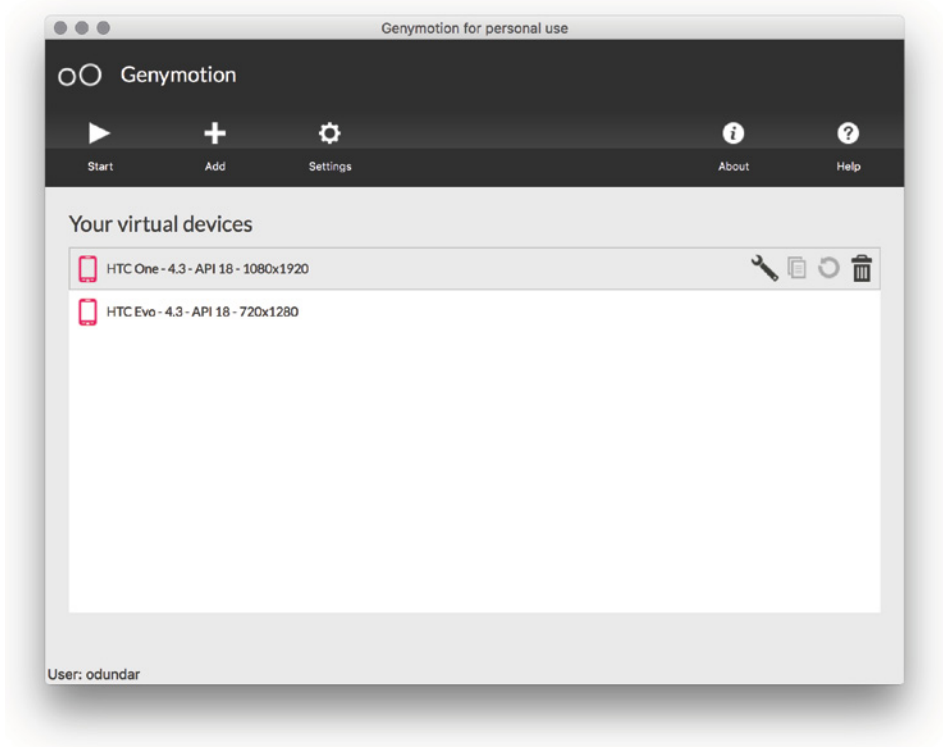 Genymotion for personal use
Genymotion
Start Add Settings About Help
Your virtual devices
HTC One - 4.3 - API 18 - 1080x1920
HTC Evo - 4.3 - API 18 - 720x1280
User: odundar